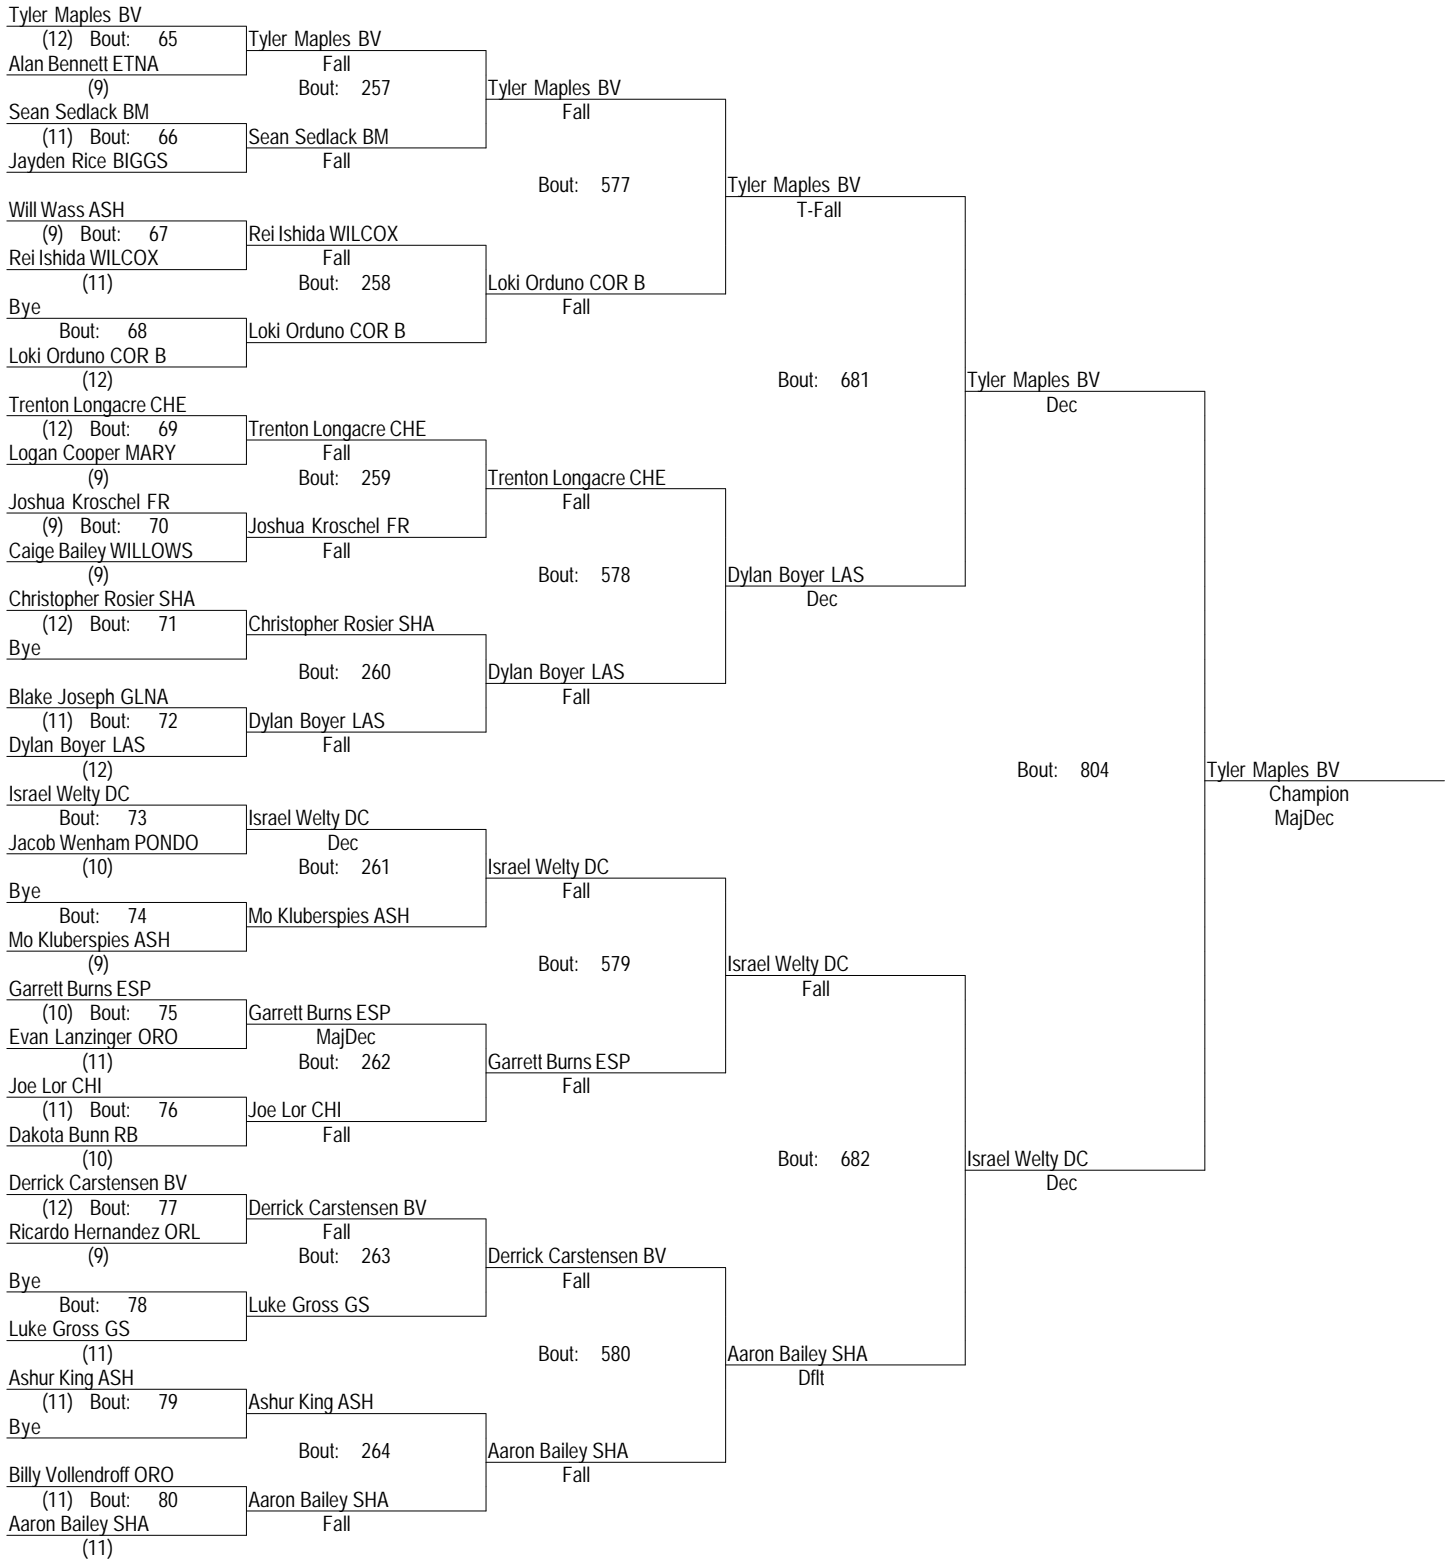 Tyler Maples BV
(12) Bout: 65 Tyler Maples BV
Alan Bennett ETNA Fall
(9) Bout: 257 Tyler Maples BV
Sean Sedlack BM Fall
(11) Bout: 66 Sean Sedlack BM
Jayden Rice BIGGS Fall
Bout: 577 Tyler Maples BV
Will Wass ASH T-Fall
(9) Bout: 67 Rei Ishida WILCOX
Rei Ishida WILCOX Fall
(11) Bout: 258 Loki Orduno COR B
Bye Fall
Bout: 68 Loki Orduno COR B
Loki Orduno COR B
(12) Bout: 681 Tyler Maples BV
Trenton Longacre CHE Dec
(12) Bout: 69 Trenton Longacre CHE
Logan Cooper MARY Fall
(9) Bout: 259 Trenton Longacre CHE
Joshua Kroschel FR Fall
(9) Bout: 70 Joshua Kroschel FR
Caige Bailey WILLOWS Fall
(9) Bout: 578 Dylan Boyer LAS
Christopher Rosier SHA Dec
(12) Bout: 71 Christopher Rosier SHA
Bye
Bout: 260 Dylan Boyer LAS
Blake Joseph GLNA Fall
(11) Bout: 72 Dylan Boyer LAS
Dylan Boyer LAS Fall
(12) Bout: 804 Tyler Maples BV
Israel Welty DC Champion
Bout: 73 Israel Welty DC MajDec
Jacob Wenham PONDO Dec
(10) Bout: 261 Israel Welty DC
Bye Fall
Bout: 74 Mo Kluberspies ASH
Mo Kluberspies ASH
(9) Bout: 579 Israel Welty DC
Garrett Burns ESP Fall
(10) Bout: 75 Garrett Burns ESP
Evan Lanzinger ORO MajDec
(11) Bout: 262 Garrett Burns ESP
Joe Lor CHI Fall
(11) Bout: 76 Joe Lor CHI
Dakota Bunn RB Fall
(10) Bout: 682 Israel Welty DC
Derrick Carstensen BV Dec
(12) Bout: 77 Derrick Carstensen BV
Ricardo Hernandez ORL Fall
(9) Bout: 263 Derrick Carstensen BV
Bye Fall
Bout: 78 Luke Gross GS
Luke Gross GS
(11) Bout: 580 Aaron Bailey SHA
Ashur King ASH Dflt
(11) Bout: 79 Ashur King ASH
Bye
Bout: 264 Aaron Bailey SHA
Billy Vollendroff ORO Fall
(11) Bout: 80 Aaron Bailey SHA
Aaron Bailey SHA Fall
(11)